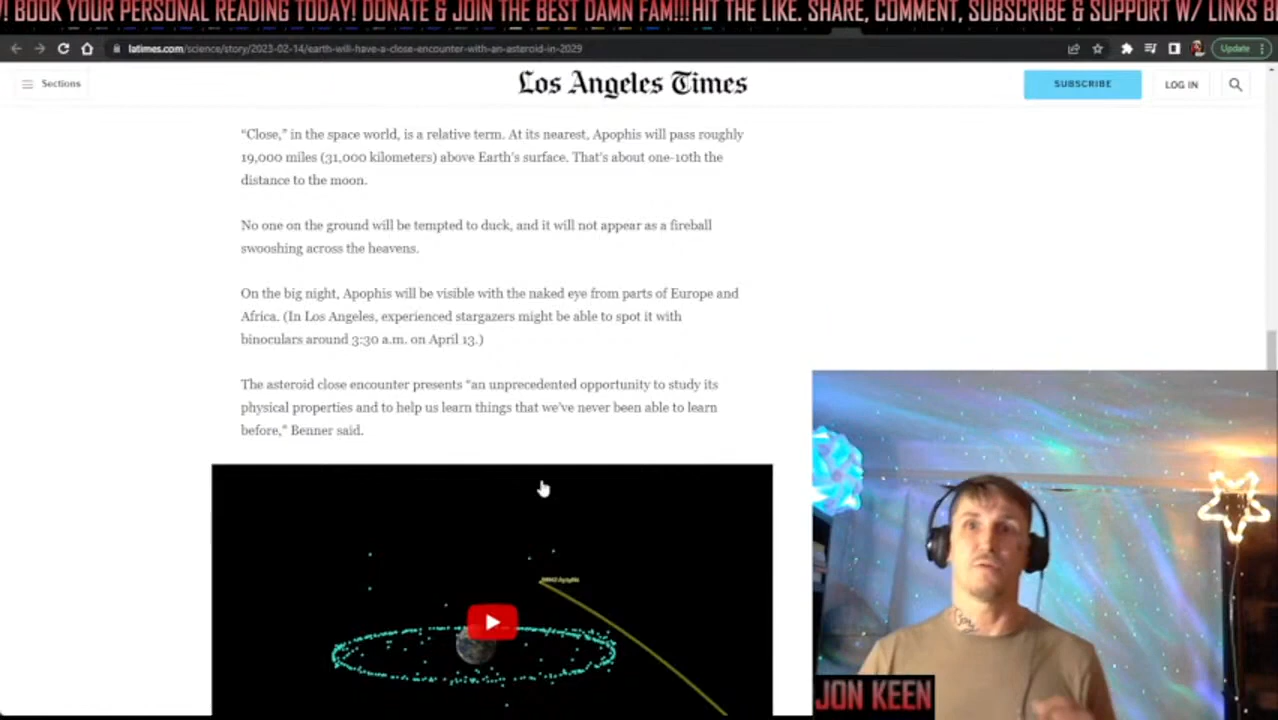 ! BOOK YOUR PERSONAL READING TODAY! DONATE & JOIN THE BEST DAMN FAM!!! HIT THE LIKE. SHARE, COMMENT, SUBSCRIBE & SUPPORT W/ LINKS B
latimes.com/science/story/2023-02-14/earth-will-have-a-close-encounter-with-an-asteroid-in-2029
Update
Sections
Los Angeles Times
SUBSCRIBE
LOG IN
“Close,” in the space world, is a relative term. At its nearest, Apophis will pass roughly
19,000 miles (31,000 kilometers) above Earth’s surface. That’s about one-10th the
distance to the moon.
No one on the ground will be tempted to duck, and it will not appear as a fireball
swooshing across the heavens.
On the big night, Apophis will be visible with the naked eye from parts of Europe and
Africa. (In Los Angeles, experienced stargazers might be able to spot it with
binoculars around 3:30 a.m. on April 13.)
The asteroid close encounter presents “an unprecedented opportunity to study its
physical properties and to help us learn things that we’ve never been able to learn
before,” Benner said.
JON KEEN